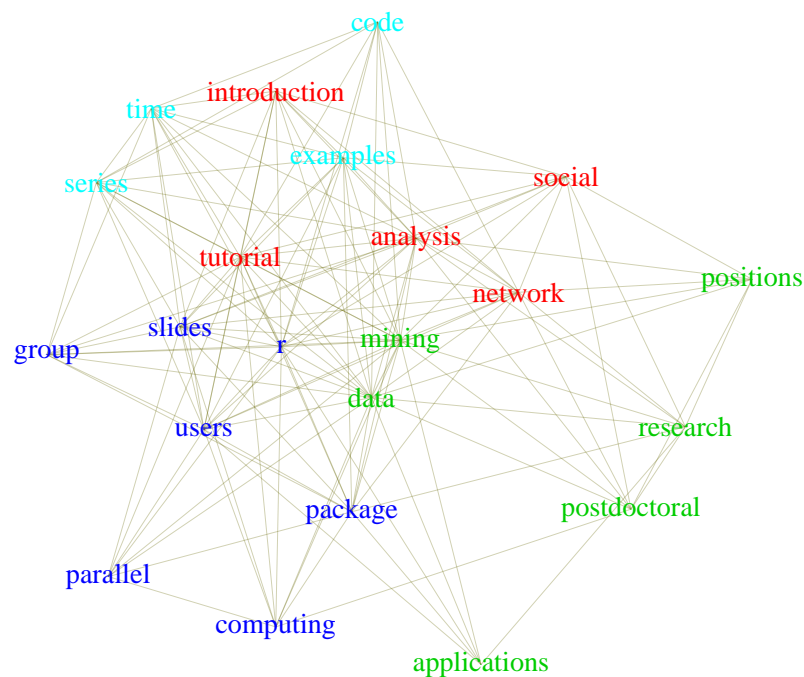 code
introduction
time
examples
series
social
analysis
tutorial
positions
network
slides
mining
r
group
data
users
research
package
postdoctoral
parallel
computing
applications